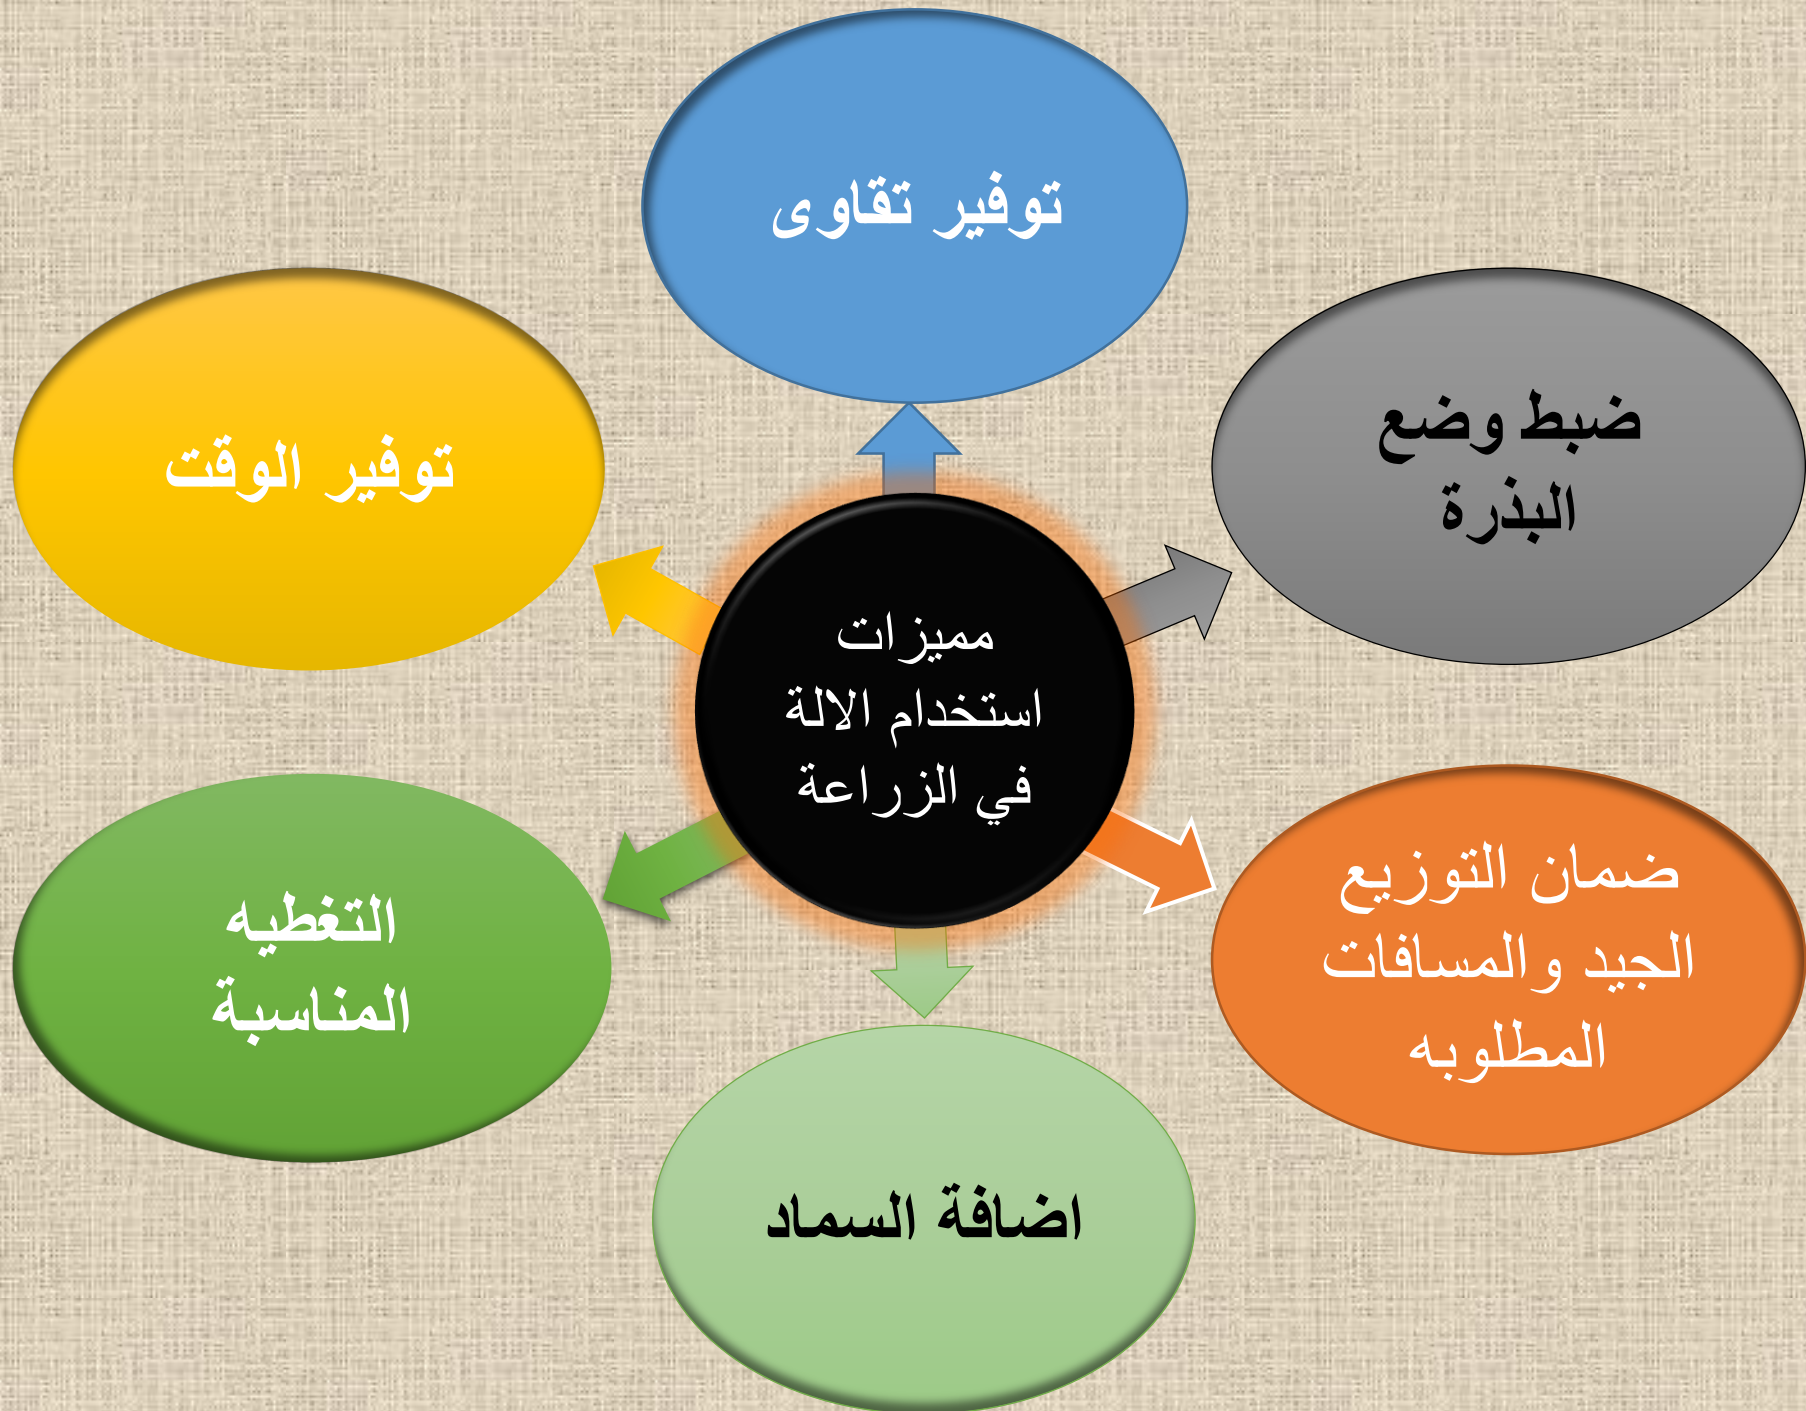 توفير تقاوى
ضبط وضع
البذرة
توفير الوقت
مميزات
استخدام الالة
في الزراعة
ضمان التوزيع
الجيد والمسافات
المطلوبه
التغطيه
المناسبة
اضافة السماد